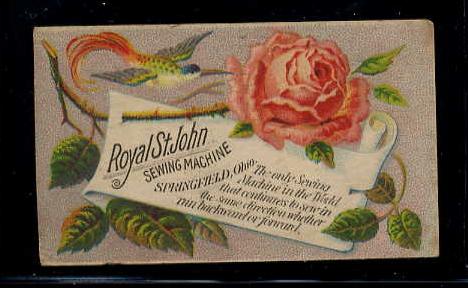 Royal St. John
SEWING MACHINE
SPRINGFIELD, Ohio The only Sewing
Machine in the World
that continues to sew in
the same direction whether
run backward or forward.